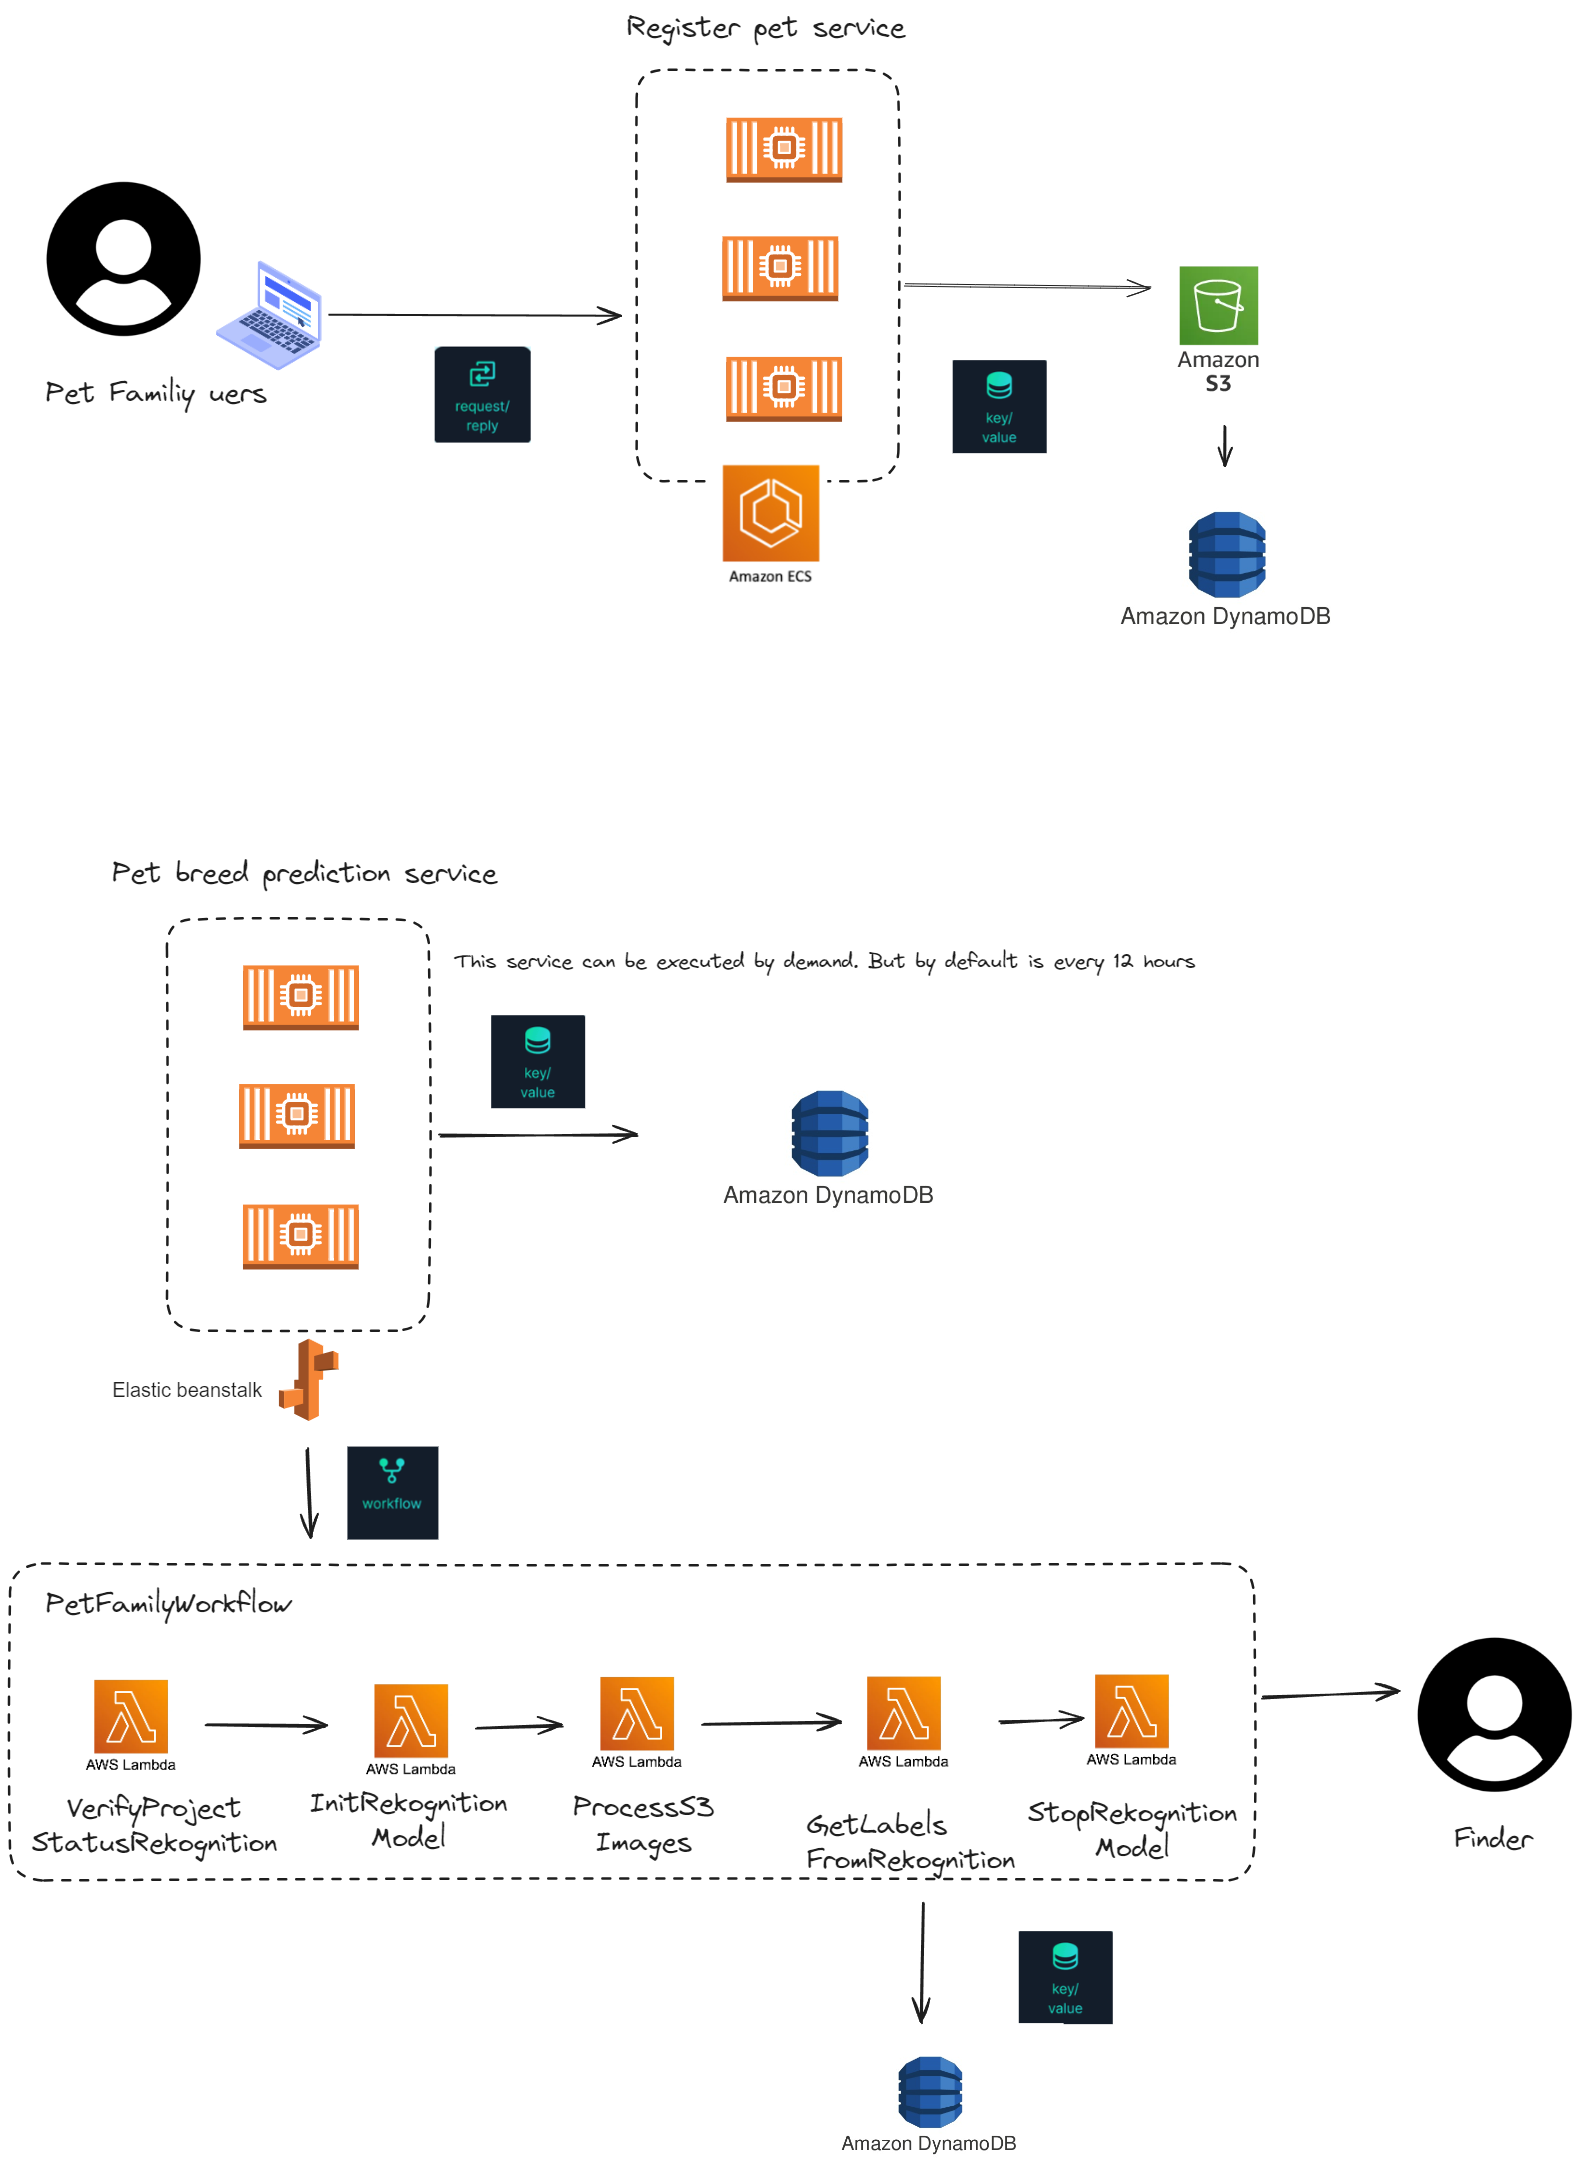 Register pet service
Pet Familiy uers
request/
reply
key/
value
Amazon
S3
Amazon ECS
Amazon DynamoDB
Pet breed prediction service
This service can be executed by demand. But by default is every 12 hours
key/
value
Amazon DynamoDB
Elastic beanstalk
workflow
PetFamilyWorkflow
AWS Lambda
VerifyProject
StatusRekognition
AWS Lambda
InitRekognition
Model
AWS Lambda
ProcessS3
Images
AWS Lambda
GetLabels
FromRekognition
AWS Lambda
StopRekognition
Model
Finder
key/
value
Amazon DynamoDB